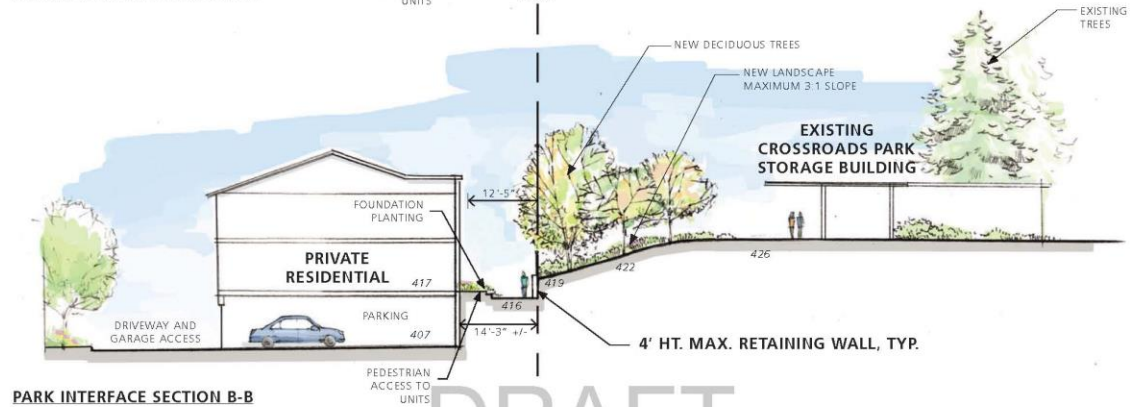 UNITS
EXISTING
TREES
NEW DECIDUOUS TREES
NEW LANDSCAPE
MAXIMUM 3:1 SLOPE
EXISTING
CROSSROADS PARK
STORAGE BUILDING
12'-5"
FOUNDATION
PLANTING
PRIVATE
RESIDENTIAL
417
416
419
422
426
DRIVEWAY AND
GARAGE ACCESS
PARKING
407
14'-3" +/-
4' HT. MAX. RETAINING WALL, TYP.
PEDESTRIAN
ACCESS TO
UNITS
PARK INTERFACE SECTION B-B
DRAFT